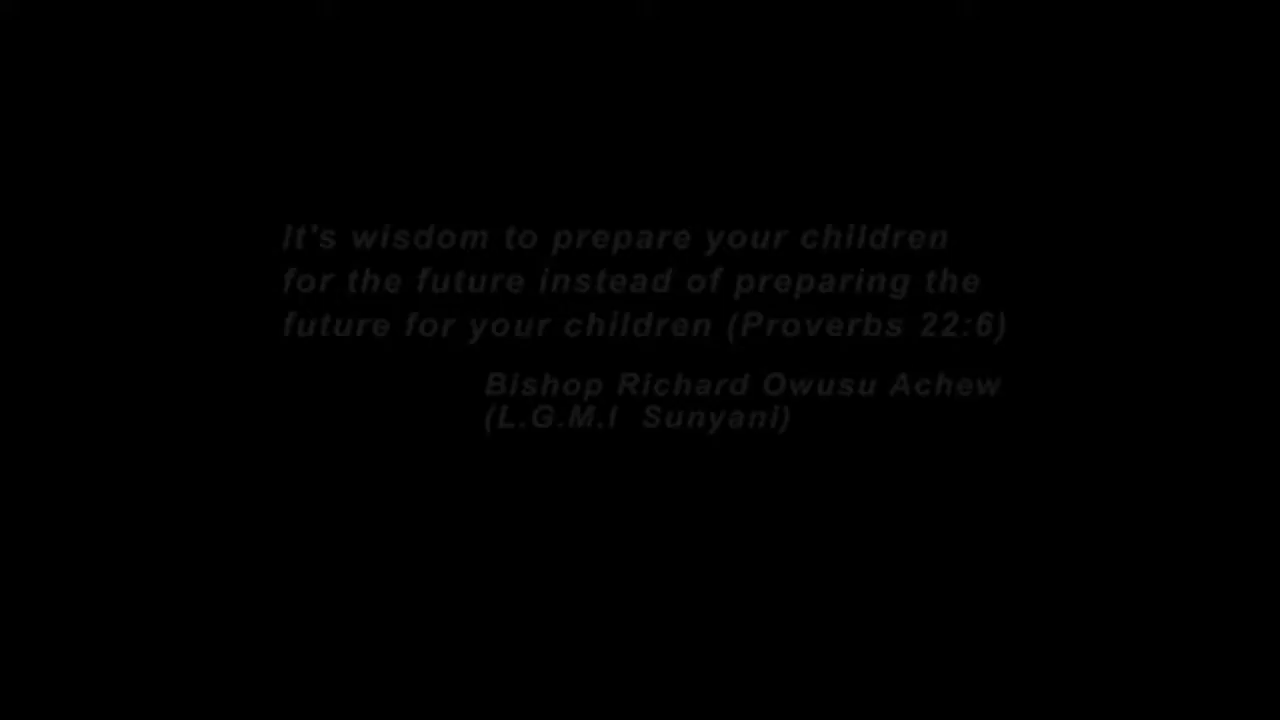 It's wisdom to prepare your children
for the future instead of preparing the
future for your children (Proverbs 22:6)
Bishop Richard Owusu Achew
(L.G.M.I Sunyani)